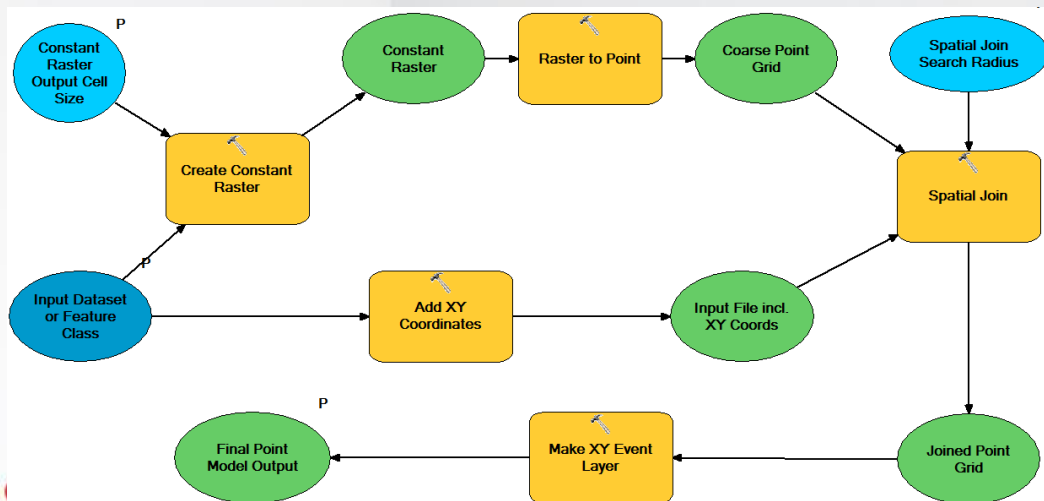 P
Constant
Raster
Output Cell
Size
Constant
Raster
Raster to Point
Coarse Point
Grid
Spatial Join
Search Radius
Create Constant
Raster
Spatial Join
P
Input Dataset
or Feature
Class
Add XY
Coordinates
Input File incl.
XY Coords
P
Final Point
Model Output
Make XY Event
Layer
Joined Point
Grid